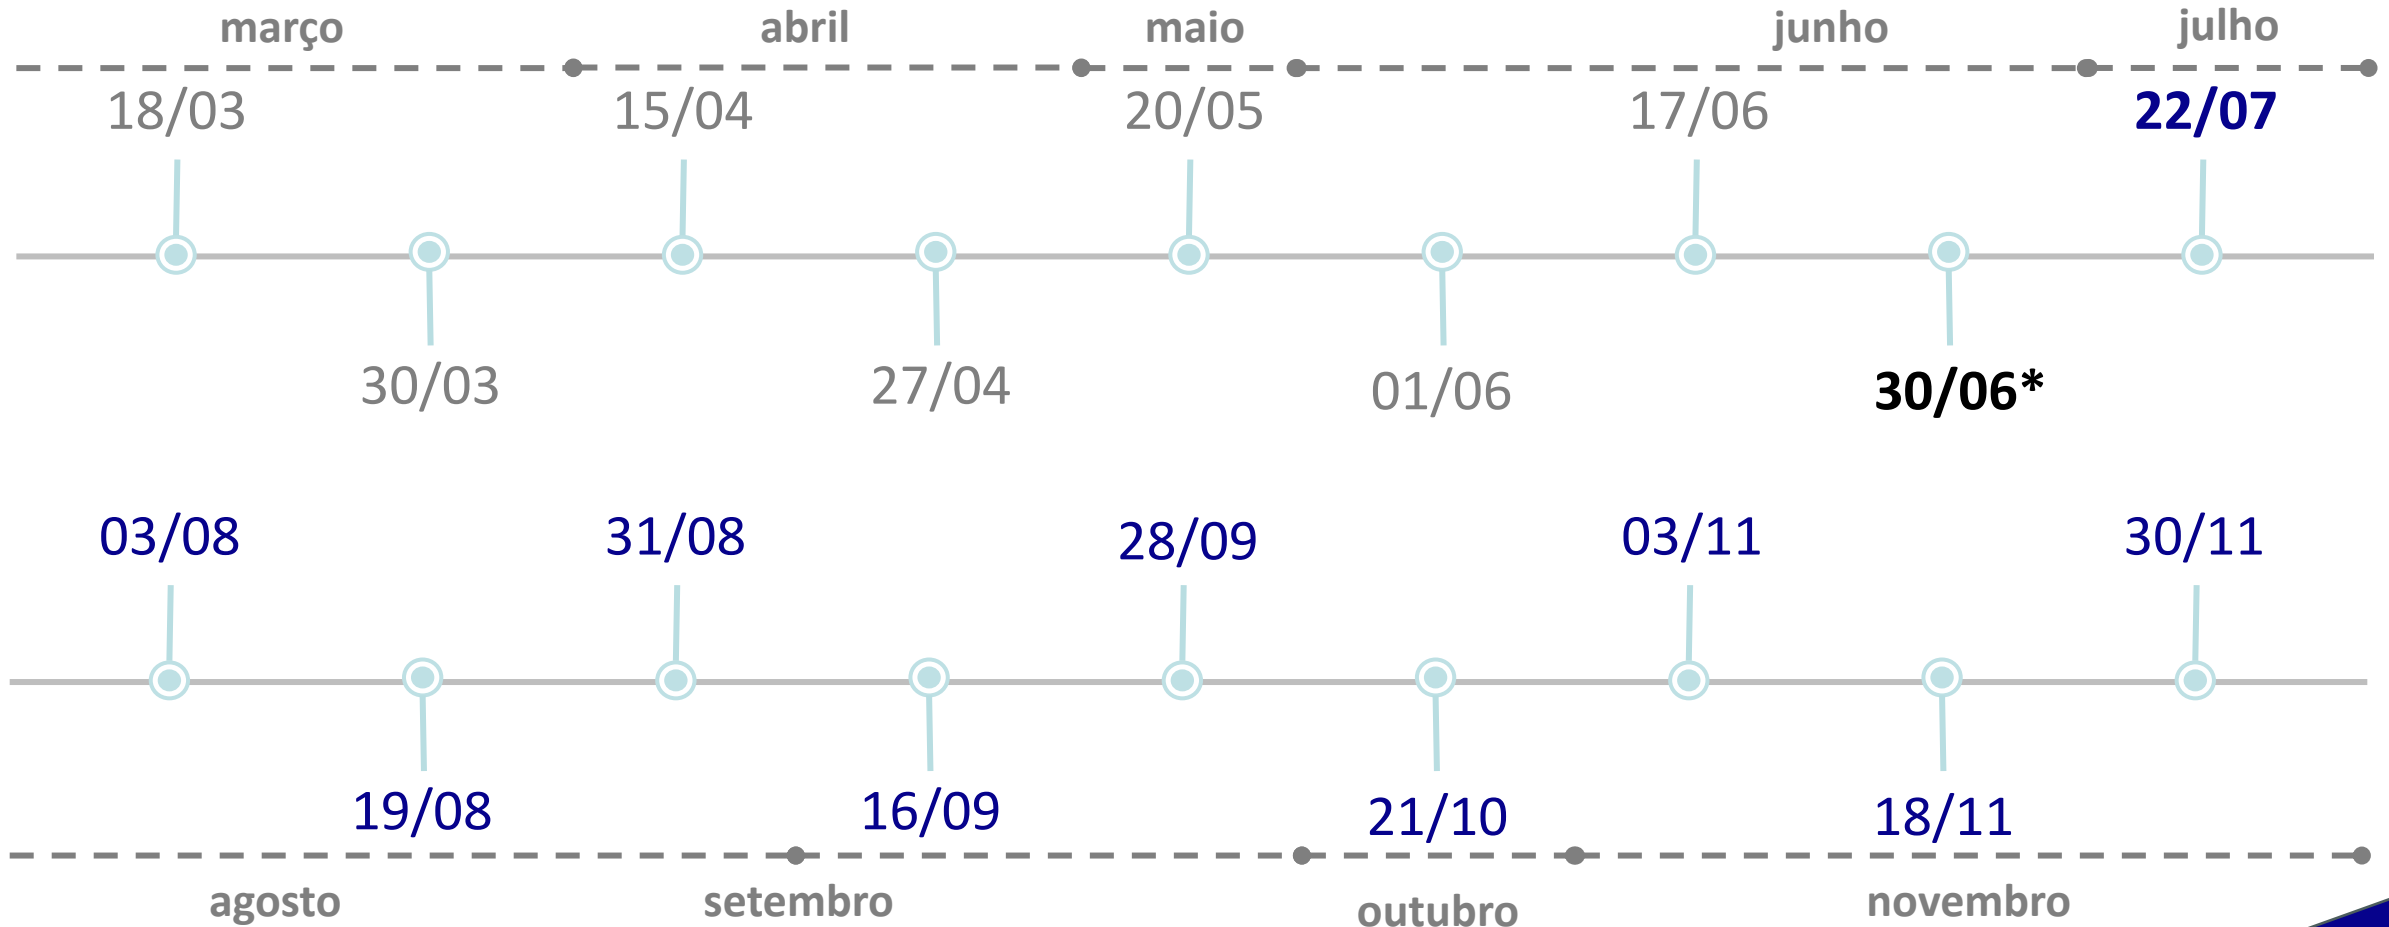 março abril maio junho julho
18/03 15/04 20/05 17/06 22/07
30/03 27/04 01/06 30/06*
03/08 31/08 28/09 03/11 30/11
19/08 16/09 21/10 18/11
agosto setembro outubro novembro